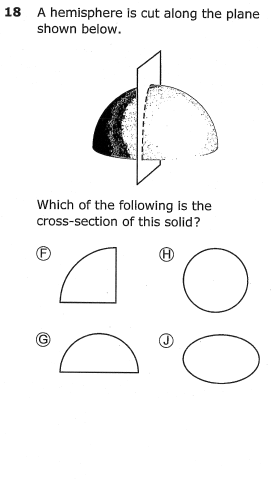 18 A hemisphere is cut along the plane
shown below.
Which of the following is the
cross-section of this solid?
F
H
G
J